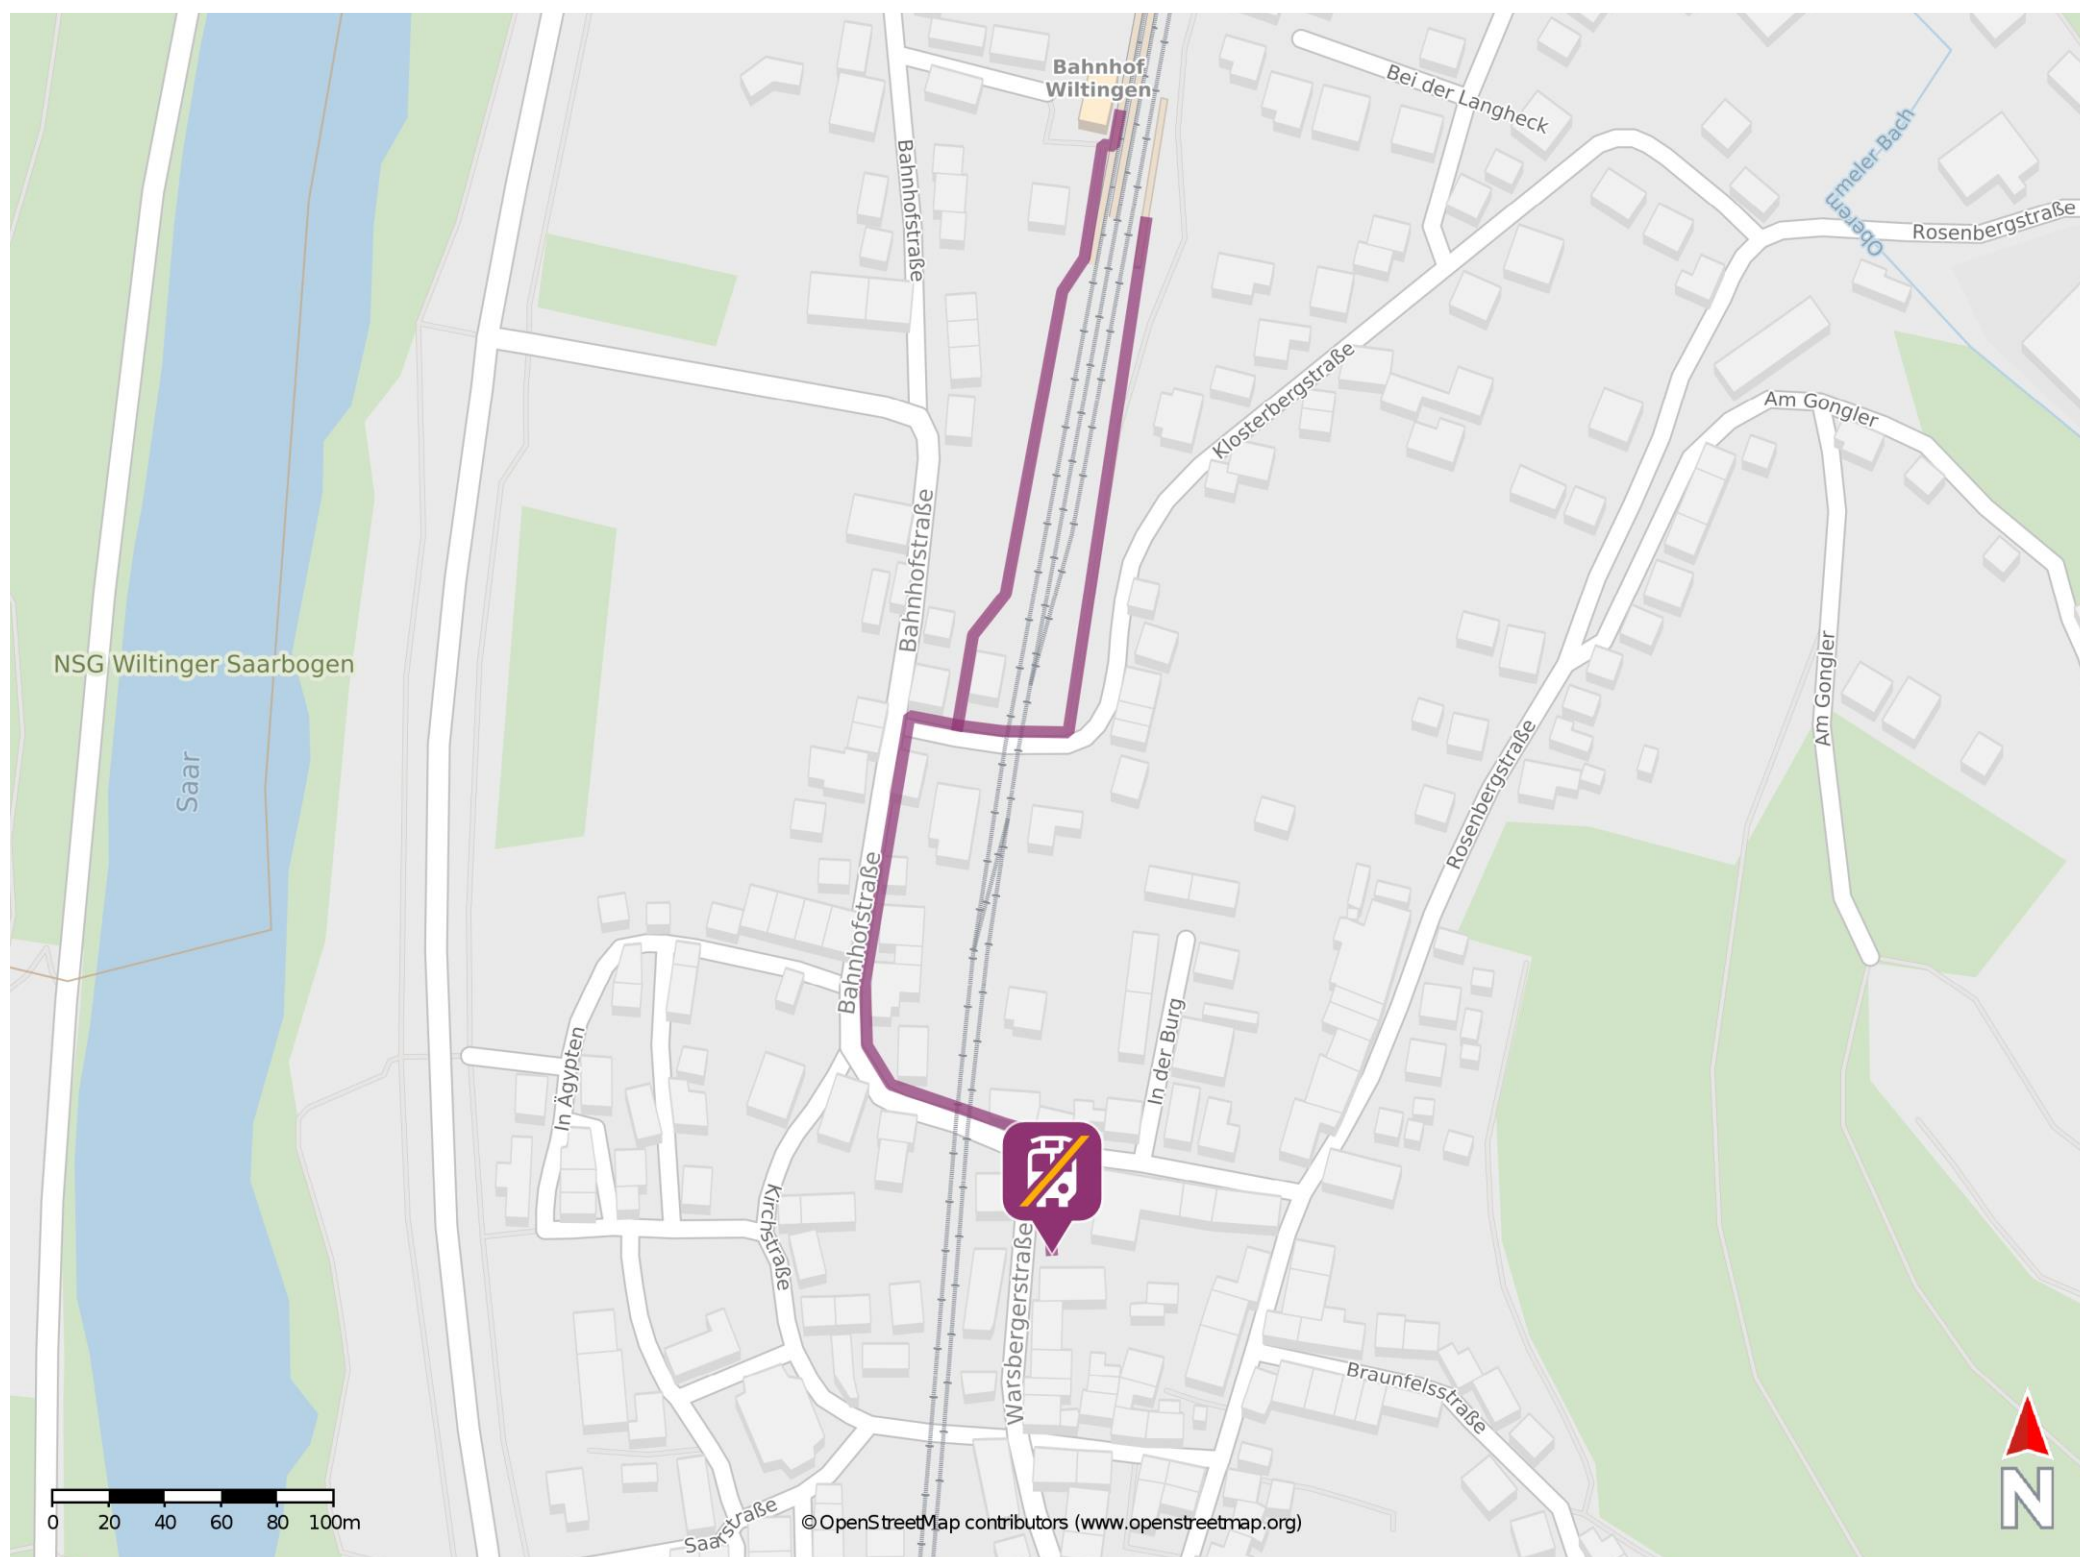 Bahnhof
Wiltingen
Bei der Langheck
Bahnhofstraße
Oberemmeler-Bach
Rosenbergstraße
Klosterbergstraße
Am Gongler
Bahnhofstraße
NSG Wiltinger Saarbogen
Am Gongler
Saar
Rosenbergstraße
Bahnhofstraße
In der Burg
In Ägypten
Kirchstraße
Warsbergerstraße
Braunfelsstraße
Saarstraße
0 20 40 60 80 100m
© OpenStreetMap contributors (www.openstreetmap.org)
N